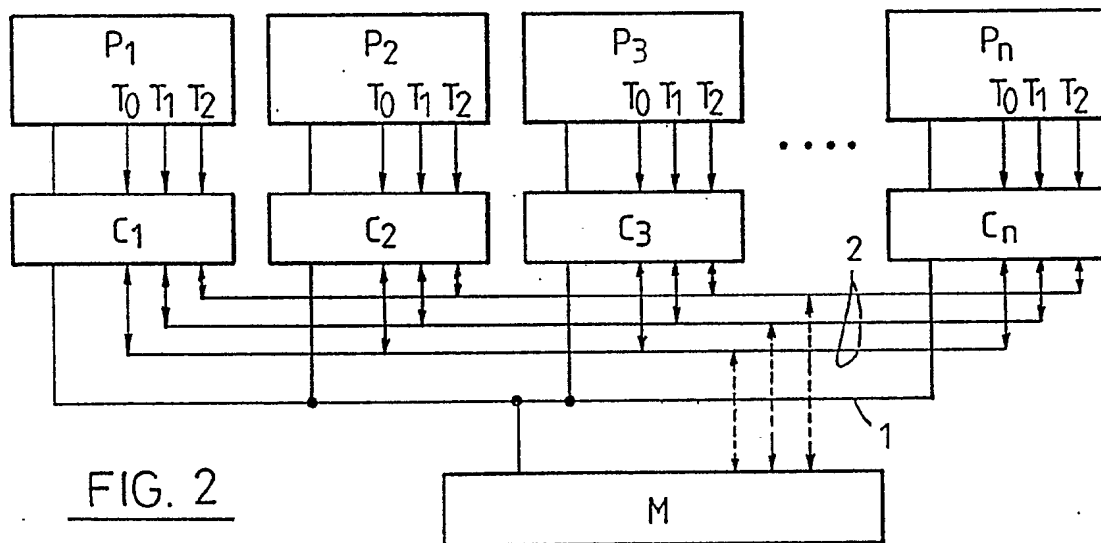 P1 P2 P3 Pn
T0 T1 T2 T0 T1 T2 T0 T1 T2 T0 T1 T2
. . . .
C1 C2 C3 Cn
2
1
FIG. 2
M